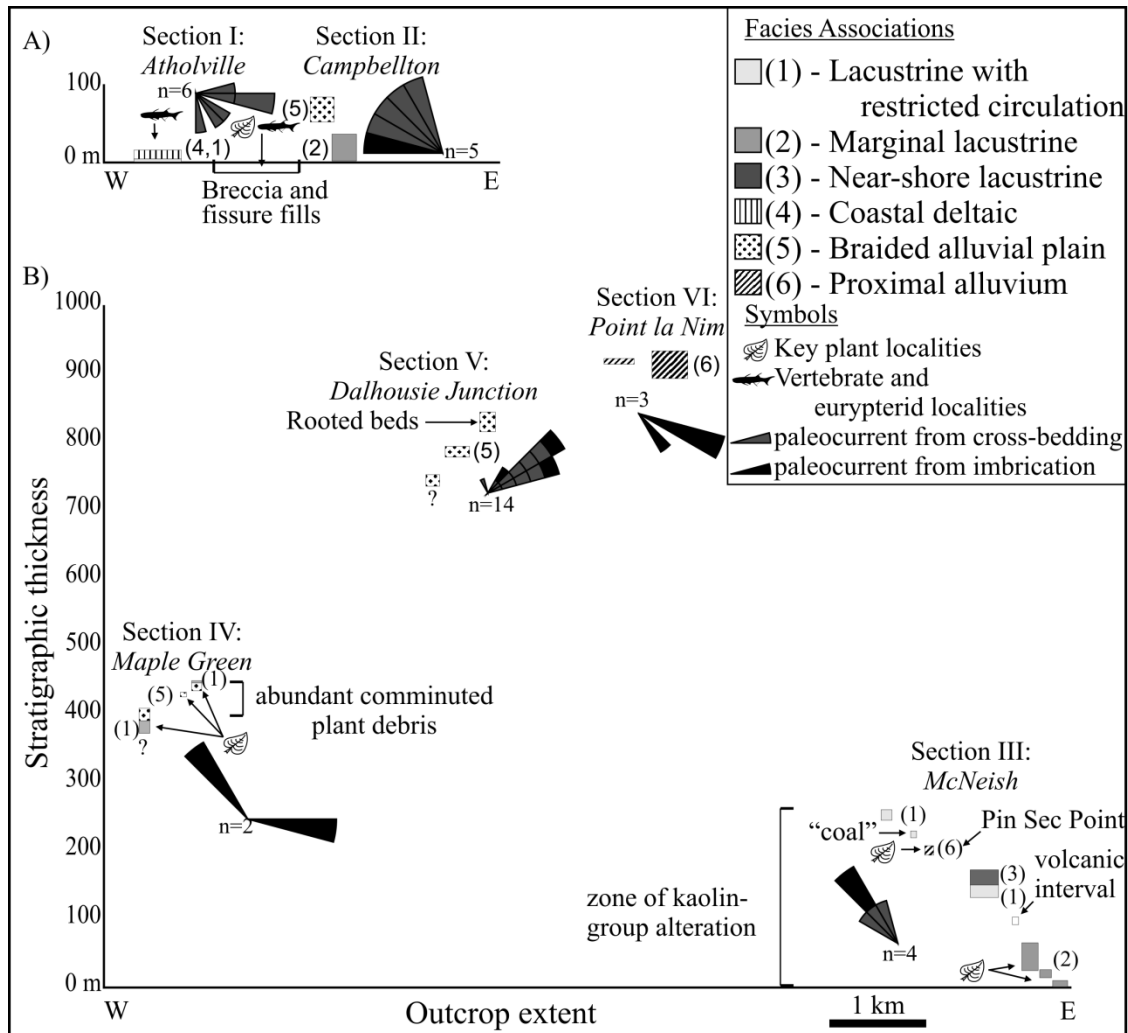 A)
Section I:
Atholville
n=6
(4,1)
Section II:
Campbellton
(5)
(2)
n=5
100
0 m
W
E
Breccia and
fissure fills
Facies Associations
(1) - Lacustrine with
restricted circulation
(2) - Marginal lacustrine
(3) - Near-shore lacustrine
(4) - Coastal deltaic
(5) - Braided alluvial plain
(6) - Proximal alluvium
Symbols
Key plant localities
Vertebrate and
eurypterid localities
paleocurrent from cross-bedding
paleocurrent from imbrication
B)
Stratigraphic thickness
1000
900
800
700
600
500
400
300
200
100
0 m
Section VI:
Point la Nim
(6)
n=3
Section V:
Dalhousie Junction
Rooted beds
(5)
?
n=14
Section IV:
Maple Green
(1)
(5)
(1)
?
abundant comminuted
plant debris
n=2
Section III:
McNeish
(1)
"coal"
Pin Sec Point
(6)
volcanic
interval
(3)
(1)
zone of kaolin-
group alteration
n=4
(2)
W
Outcrop extent
1 km
E